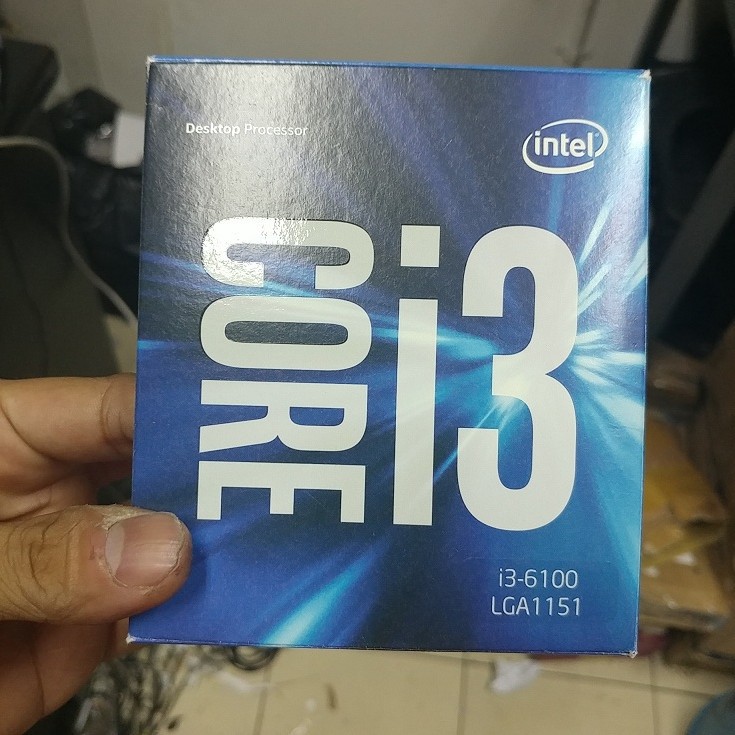 Desktop Processor
intel
CORE i3
i3-6100
LGA1151